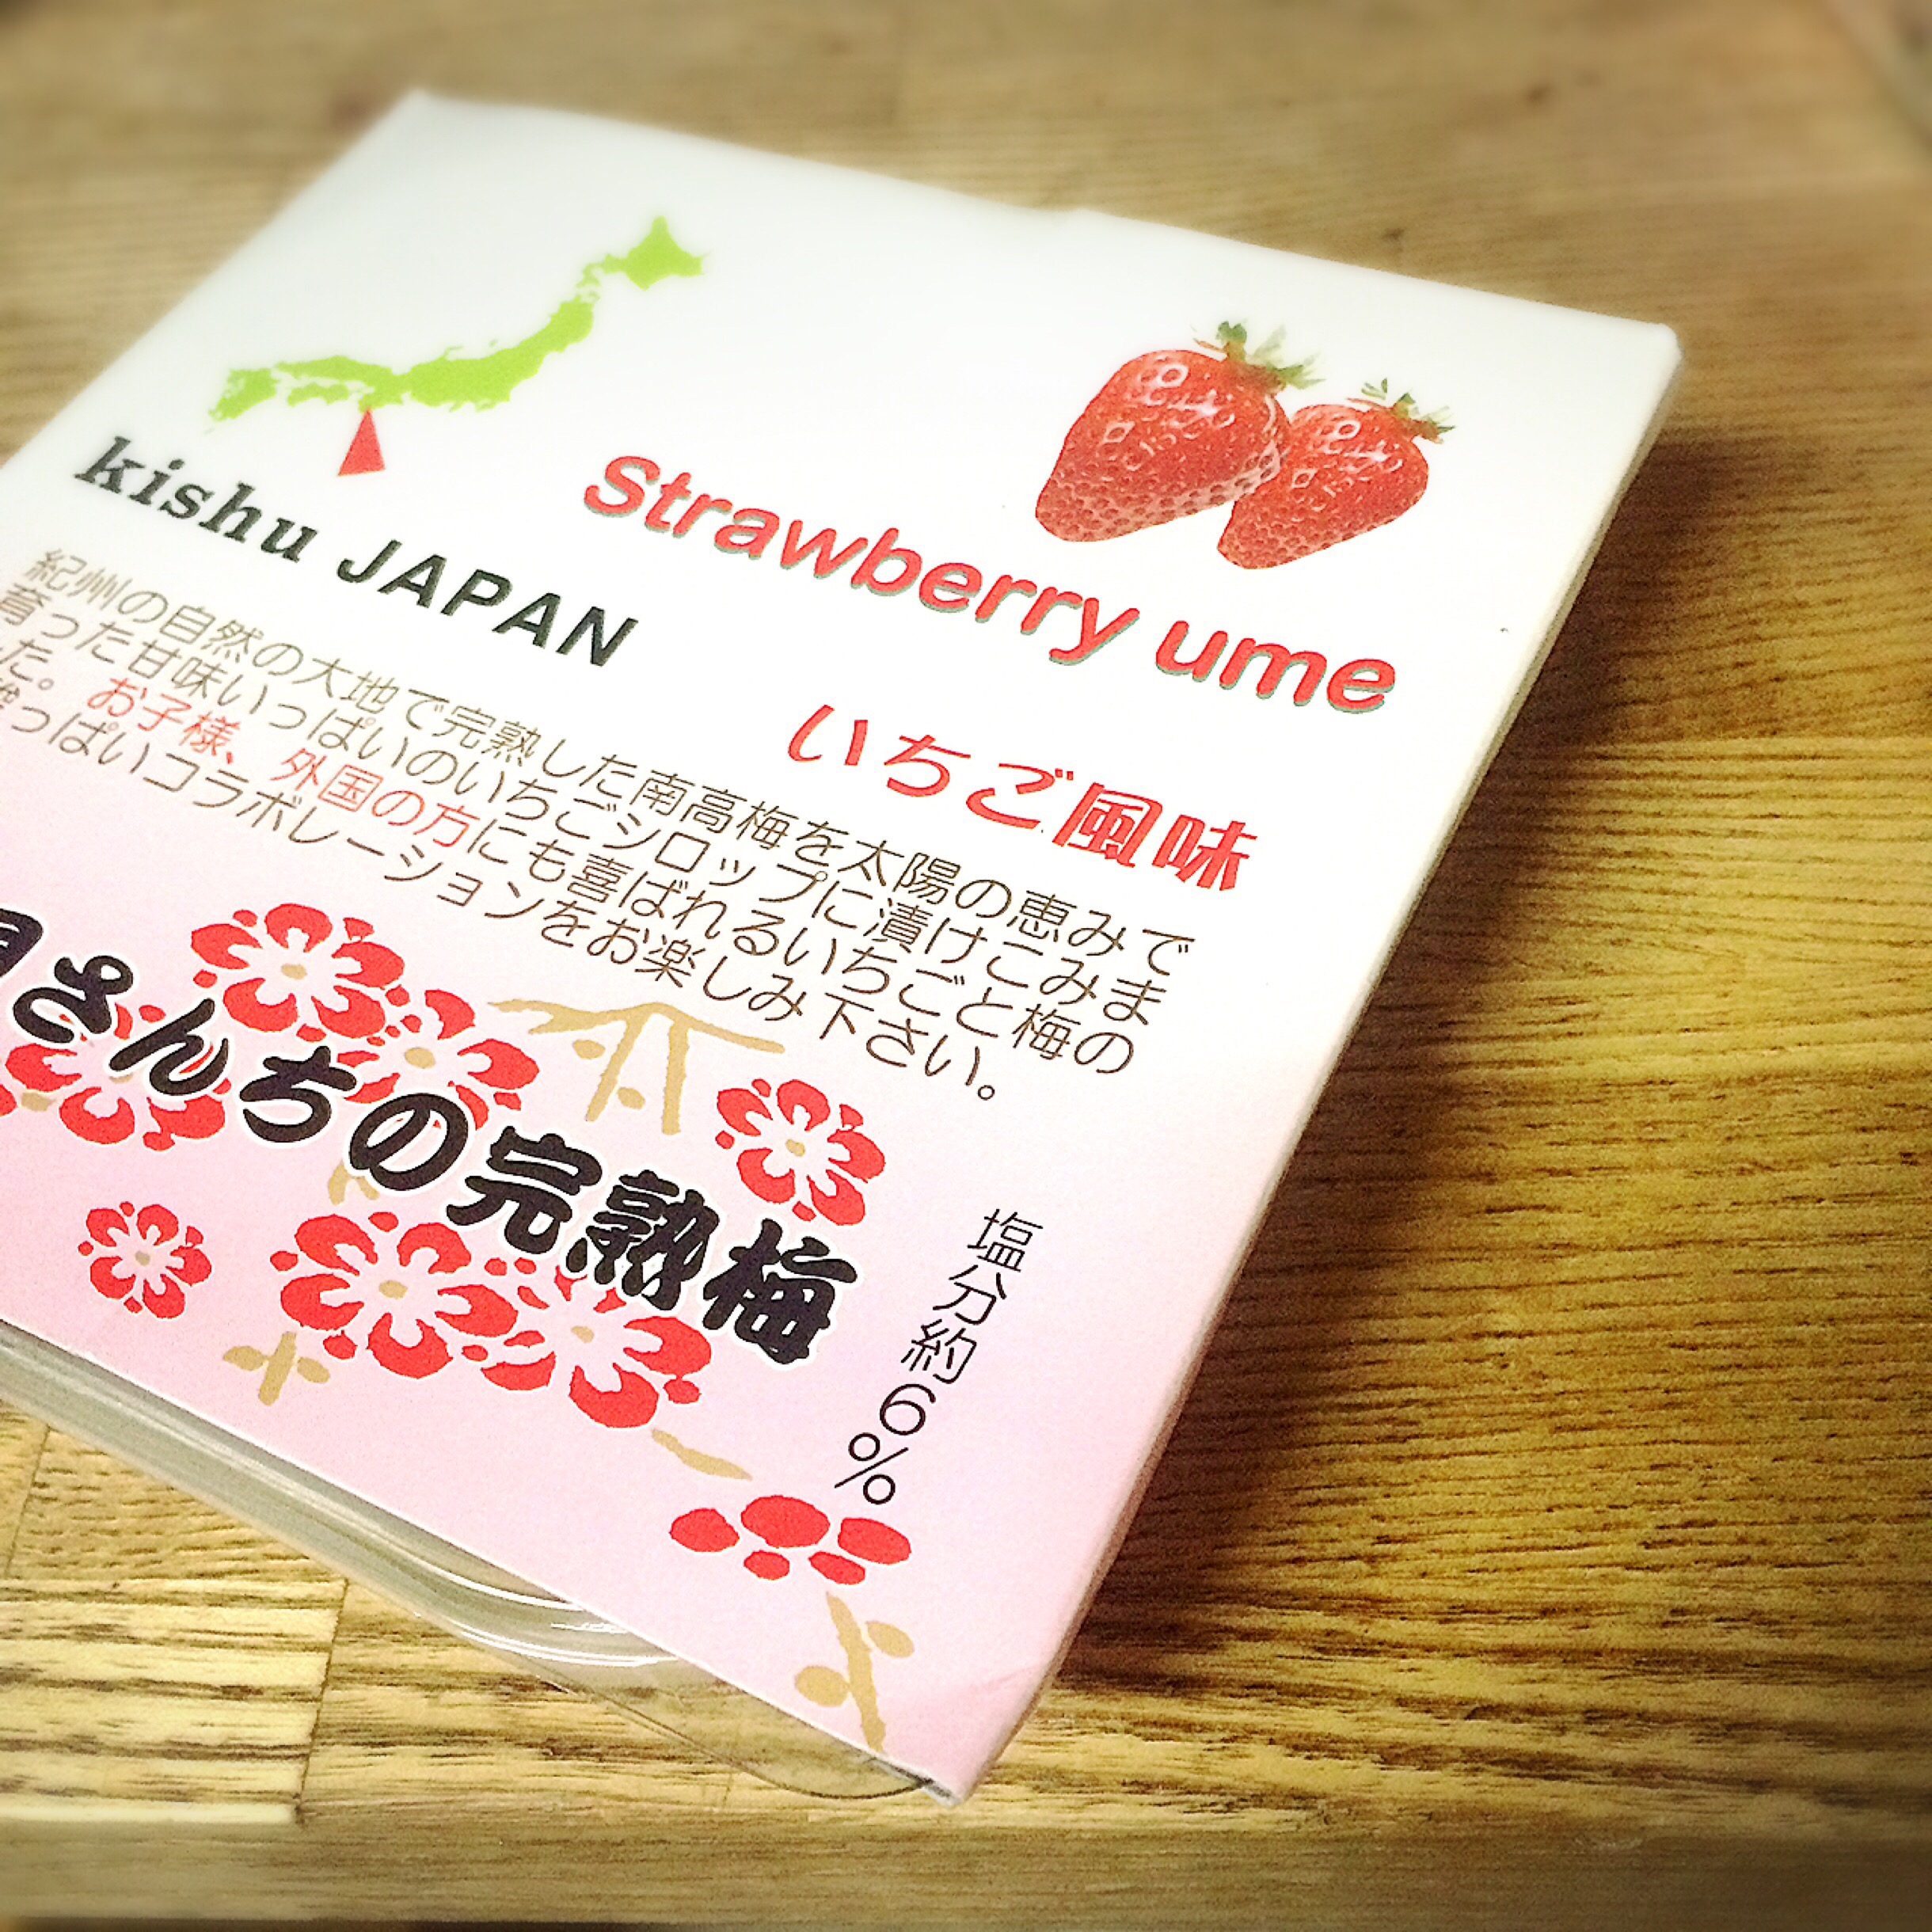 kishu JAPAN
Strawberry ume
いちご風味
紀州の自然の大地で完熟した南高梅を太陽の恵みで
育った甘味いっぱいのいちごシロップに漬けこみま
した。お子様、外国の方にも喜ばれるいちごと梅の
っぱいコラボレーションをお楽しみ下さい。
さんちの完熟梅
塩分約6%